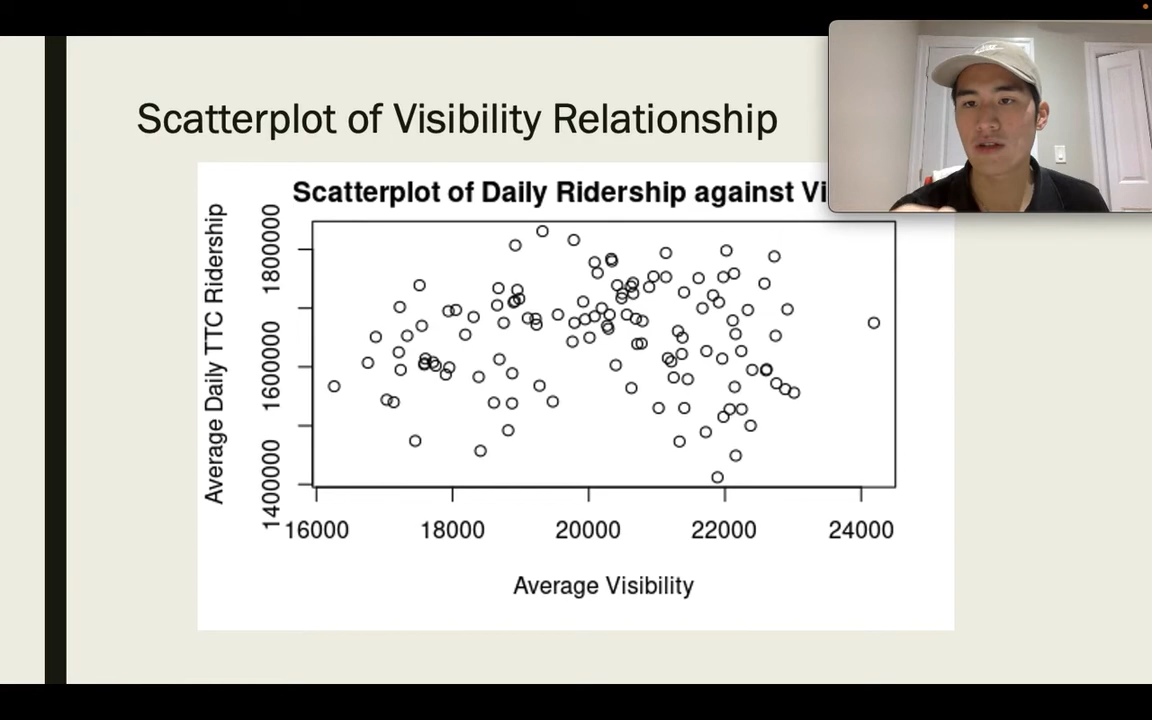 Scatterplot of Visibility Relationship
Scatterplot of Daily Ridership against Vi
Average Daily TTC Ridership
1800000
1600000
1400000
16000 18000 20000 22000 24000
Average Visibility